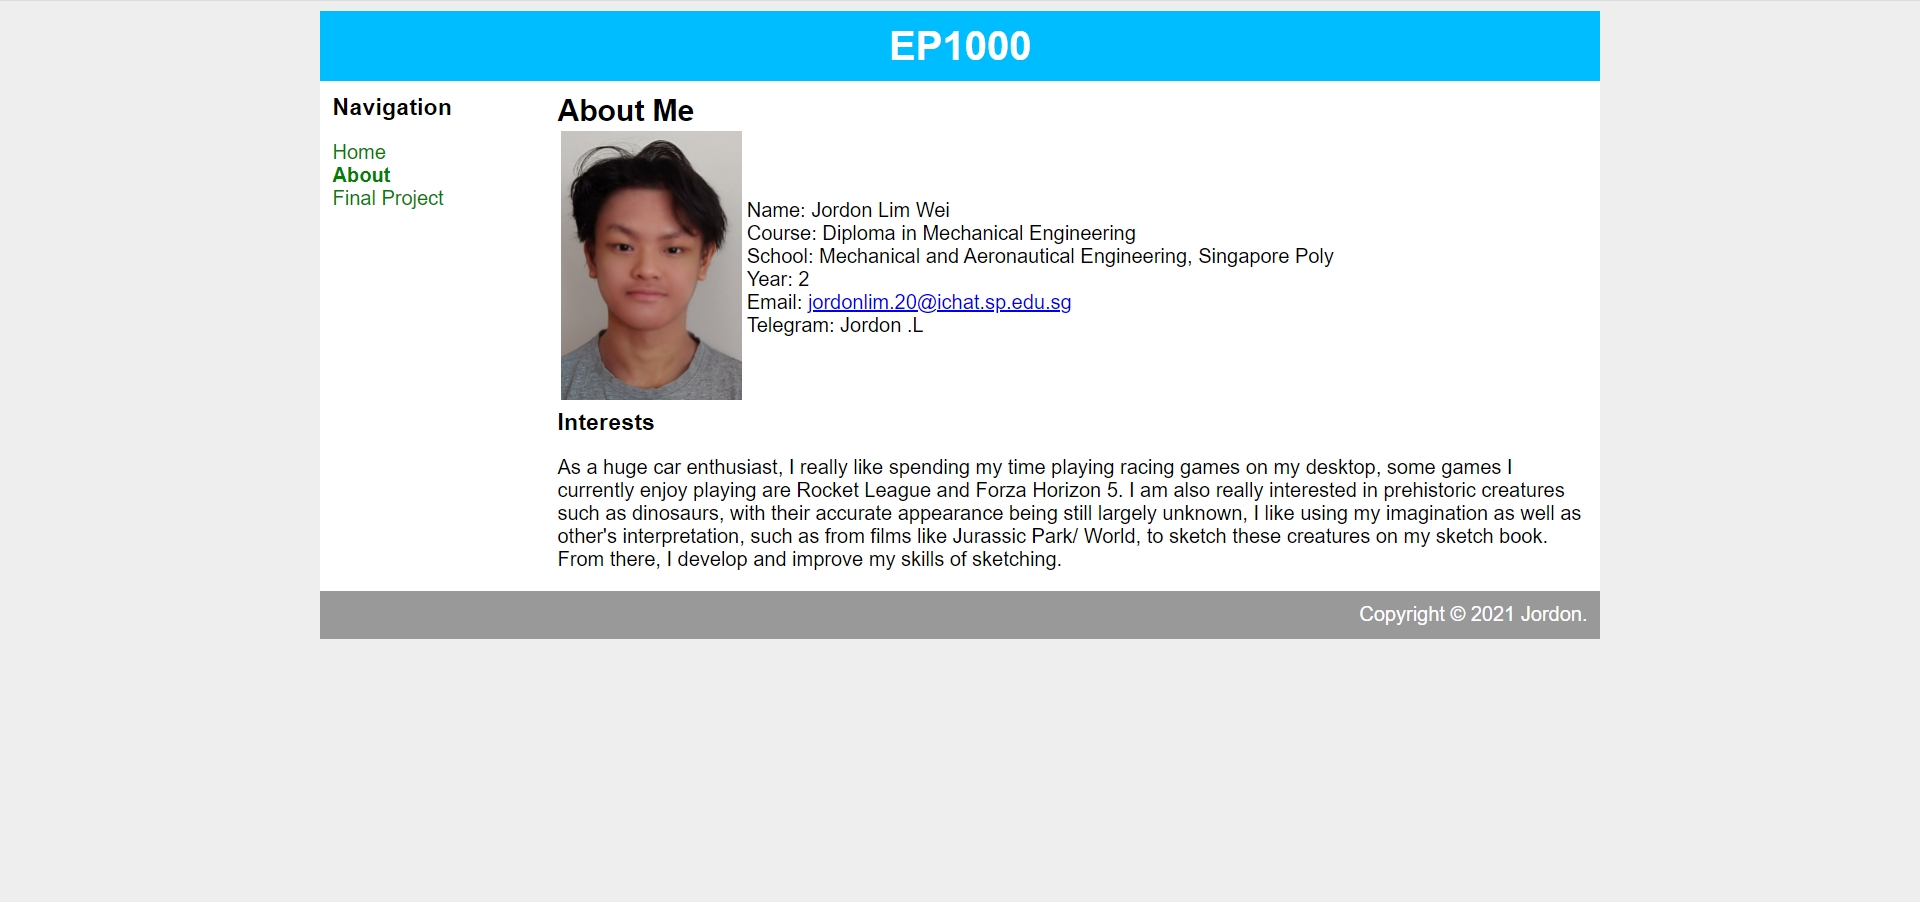 EP1000
Navigation
Home
About
Final Project
About Me
Name: Jordon Lim Wei
Course: Diploma in Mechanical Engineering
School: Mechanical and Aeronautical Engineering, Singapore Poly
Year: 2
Email: jordonlim.20@ichat.sp.edu.sg
Telegram: Jordon .L
Interests
As a huge car enthusiast, I really like spending my time playing racing games on my desktop, some games I
currently enjoy playing are Rocket League and Forza Horizon 5. I am also really interested in prehistoric creatures
such as dinosaurs, with their accurate appearance being still largely unknown, I like using my imagination as well as
other's interpretation, such as from films like Jurassic Park/ World, to sketch these creatures on my sketch book.
From there, I develop and improve my skills of sketching.
Copyright © 2021 Jordon.